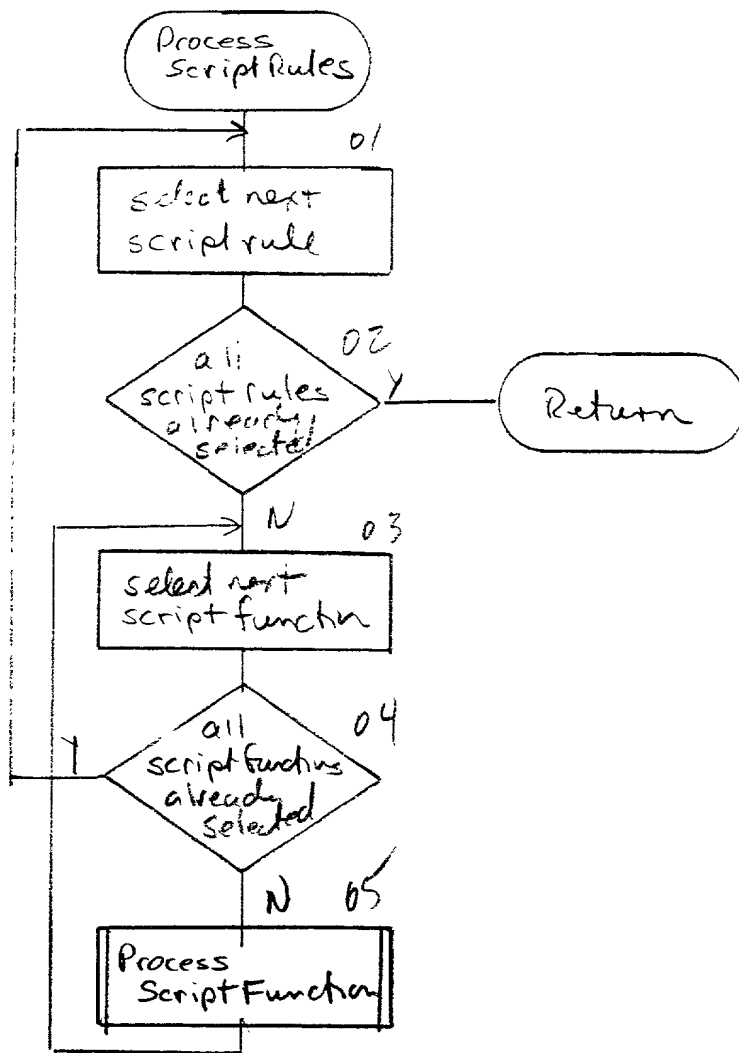 Process
Script Rules
01
select next
script rule
02
all
script rules
already
selected
Y
Return
N
03
select next
script function
04
all
script functions
already
selected
Y
N
05
Process
Script Function